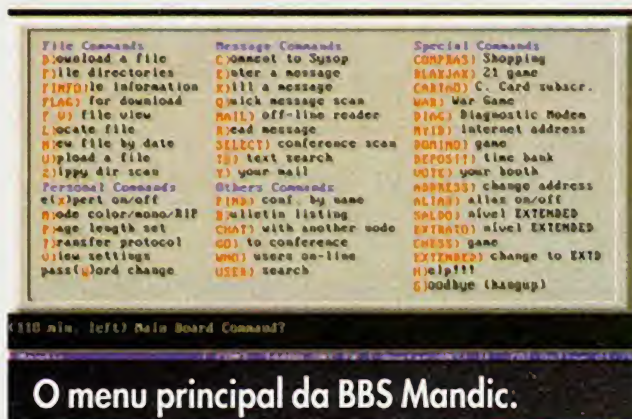 File Commands
D)ownload a file
F)ile directories
FINFO)le information
FLAG) for download
F V) file view
L)ocate file
N)ew file by date
U)pload a file
Z)ippy dir scan
Personal Commands
e(X)pert on/off
M)ode color/mono/RIP
P)age length set
T)ransfer protocol
V)iew settings
pass(W)ord change
Message Commands
C)omment to Sysop
E)nter a message
K)ill a message
Q)uick message scan
MAIL) off-line reader
R)ead message
SELECT) conference scan
TS) text search
Y) your mail
Others Commands
FIND) conf. by name
B)ulletin listing
CHAT) with another node
GO) to conference
WHO) users on-line
USER) search
Special Commands
COMPRAS) Shopping
BLAXJAX) 21 game
CARTAO) C. Card subscr.
WAR) War Game
DIAG) Diagnostic Modem
MYID) Internet address
DOMINO) game
DEPOSIT) time bank
VOTE) your booth
ADDRESS) change address
ALIAS) alias on/off
SALDO) nível EXTENDED
EXTRATO) nível EXTENDED
CHESS) game
EXTENDED) change to EXTD
H)elp!!!
G)oodbye (hangup)
(110 min. left) Main Board Command?
O menu principal da BBS Mandic.